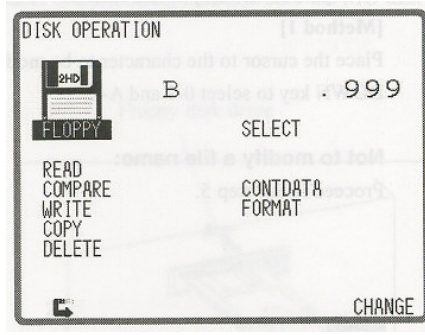 DISK OPERATION
2HD
B .999
FLOPPY
SELECT
READ
COMPARE
CONTDATA
WRITE
FORMAT
COPY
DELETE
CHANGE